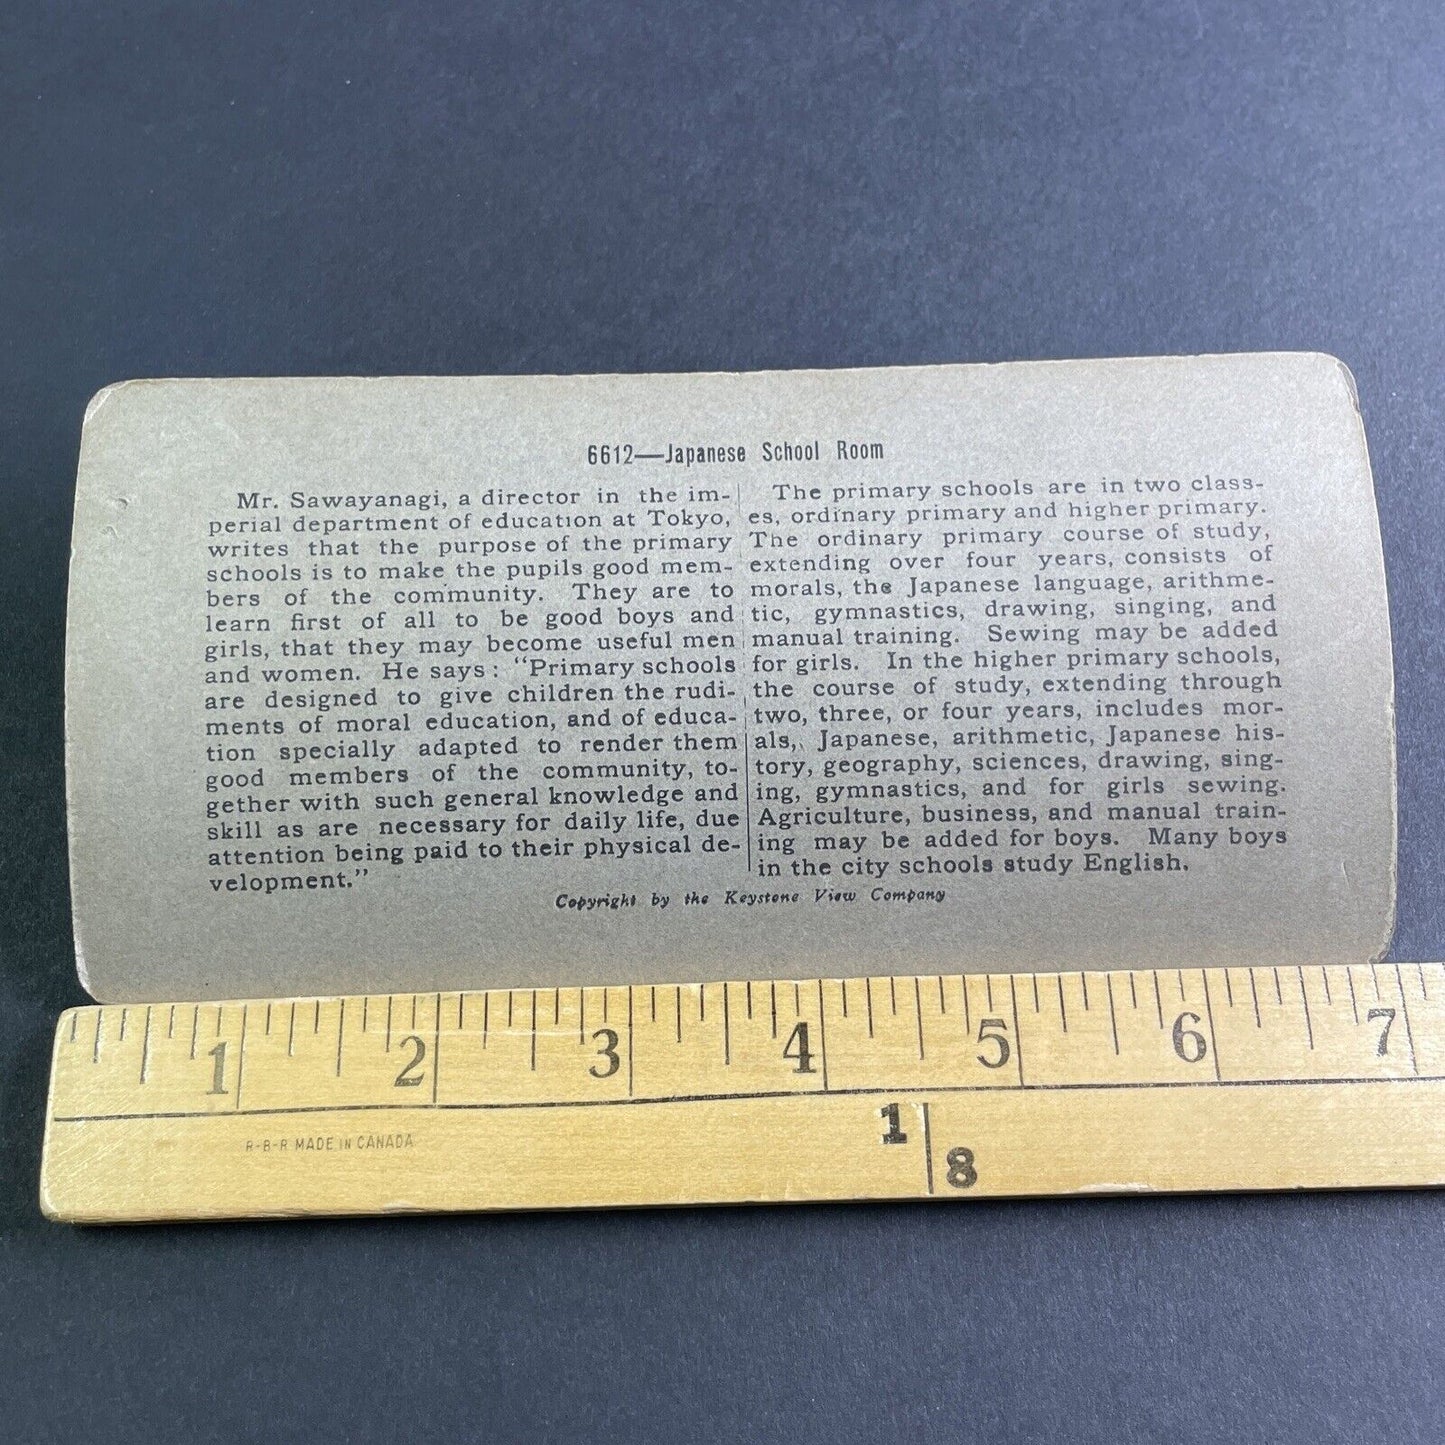 6612—Japanese School Room
Mr. Sawayanagi, a director in the im-
perial department of education at Tokyo,
writes that the purpose of the primary
schools is to make the pupils good mem-
bers of the community. They are to
learn first of all to be good boys and
girls, that they may become useful men
and women. He says: "Primary schools
are designed to give children the rudi-
ments of moral education, and of educa-
tion specially adapted to render them
good members of the community, to-
gether with such general knowledge and
skill as are necessary for daily life, due
attention being paid to their physical de-
velopment."
The primary schools are in two class-
es, ordinary primary and higher primary.
The ordinary primary course of study,
extending over four years, consists of
morals, the Japanese language, arithme-
tic, gymnastics, drawing, singing, and
manual training. Sewing may be added
for girls. In the higher primary schools,
the course of study, extending through
two, three, or four years, includes mor-
als, Japanese, arithmetic, Japanese his-
tory, geography, sciences, drawing, sing-
ing, gymnastics, and for girls sewing.
Agriculture, business, and manual train-
ing may be added for boys. Many boys
in the city schools study English.
Copyright by the Keystone View Company
1 2 3 4 5 6 7
R-B-R MADE IN CANADA
1
8